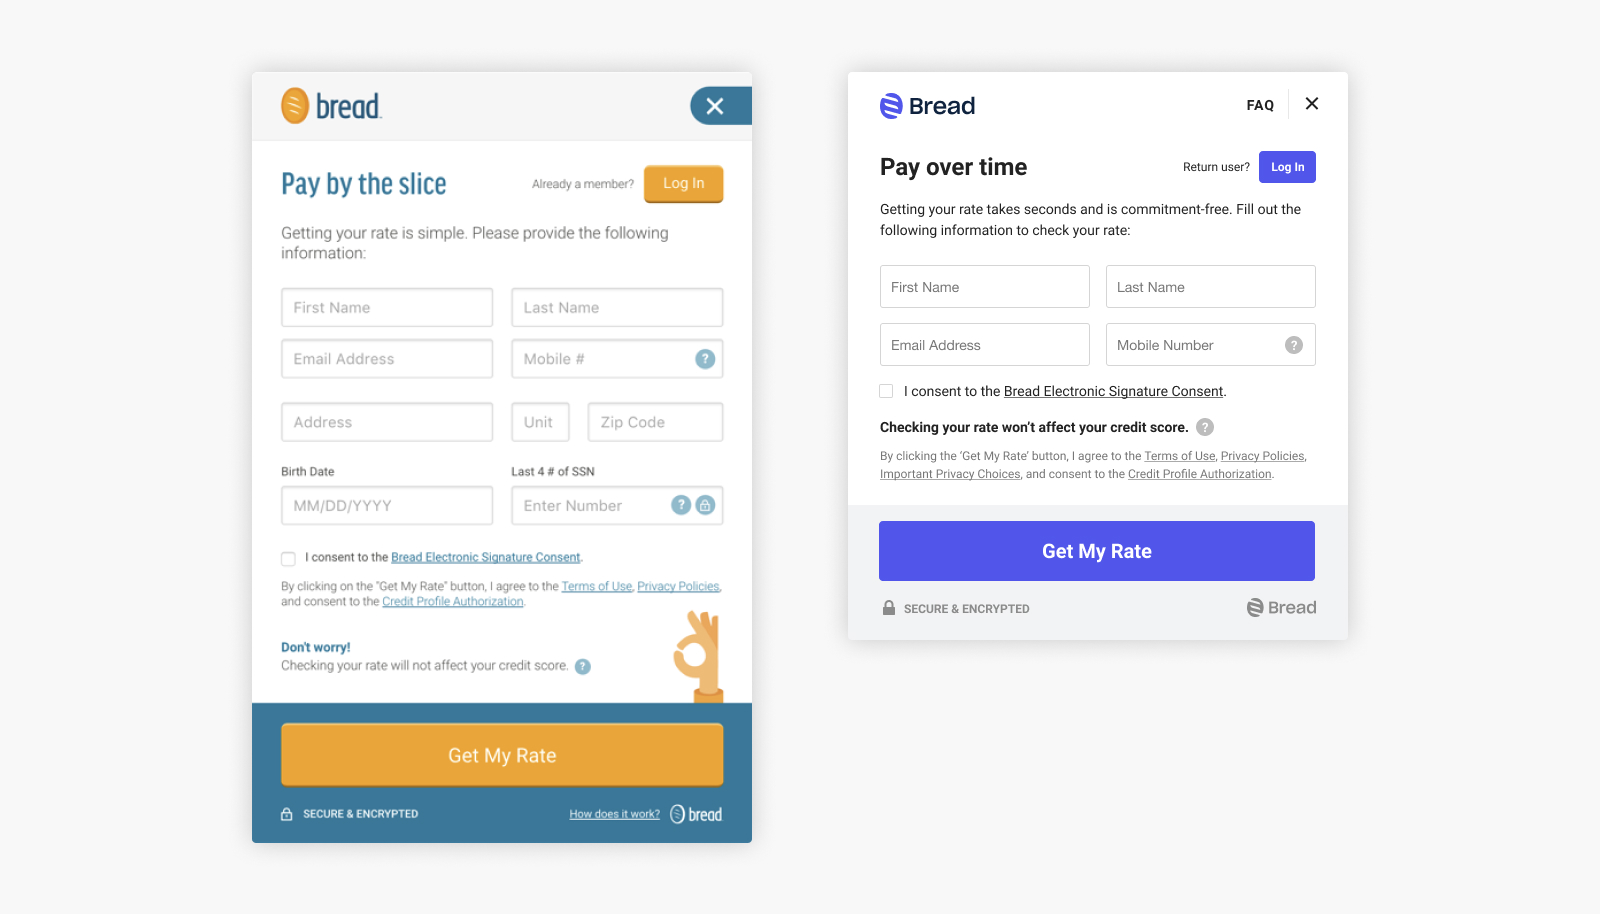 bread
Pay by the slice
Already a member?
Log In
Getting your rate is simple. Please provide the following
information:
First Name
Last Name
Email Address
Mobile #
?
Address
Unit
Zip Code
Birth Date
Last 4 # of SSN
MM/DD/YYYY
Enter Number
?
I consent to the Bread Electronic Signature Consent.
By clicking on the "Get My Rate" button, I agree to the Terms of Use, Privacy Policies,
and consent to the Credit Profile Authorization.
Don't worry!
Checking your rate will not affect your credit score. ?
Get My Rate
SECURE & ENCRYPTED
How does it work?
bread
Bread
FAQ
Pay over time
Return user?
Log In
Getting your rate takes seconds and is commitment-free. Fill out the
following information to check your rate:
First Name
Last Name
Email Address
Mobile Number
?
I consent to the Bread Electronic Signature Consent.
Checking your rate won't affect your credit score. ?
By clicking the ‘Get My Rate’ button, I agree to the Terms of Use, Privacy Policies,
Important Privacy Choices, and consent to the Credit Profile Authorization.
Get My Rate
SECURE & ENCRYPTED
Bread